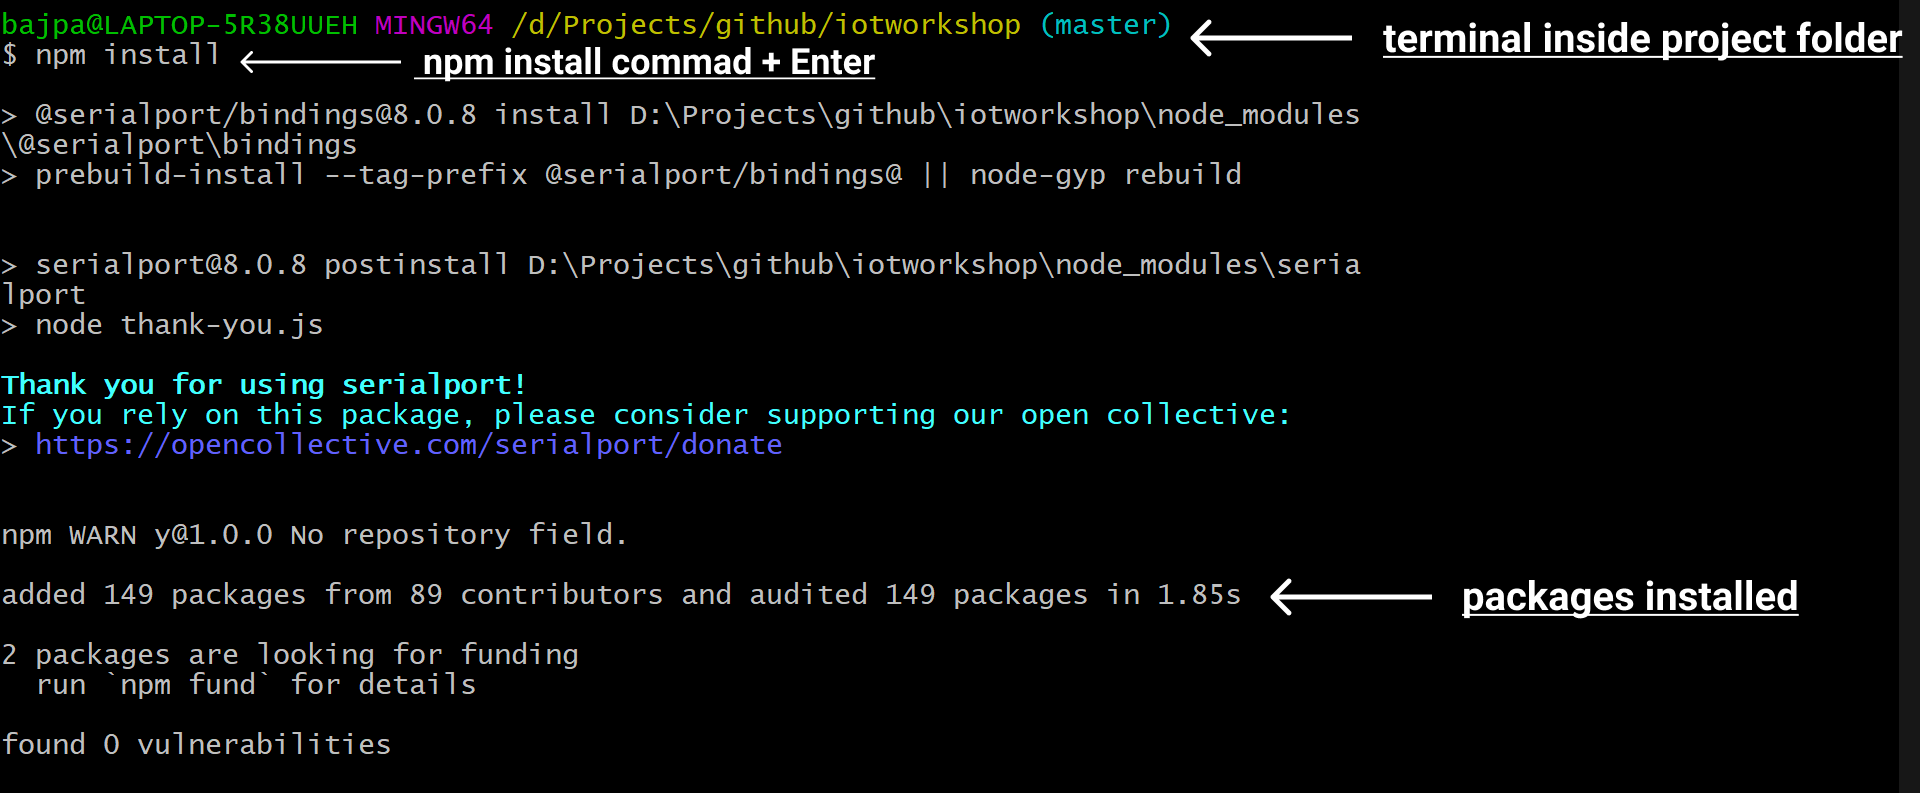 bajpa@LAPTOP-5R38UUEH MINGW64 /d/Projects/github/iotworkshop (master)
terminal inside project folder
$ npm install
npm install commad + Enter
> @serialport/bindings@8.0.8 install D:\Projects\github\iotworkshop\node_modules
\@serialport\bindings
> prebuild-install --tag-prefix @serialport/bindings@ || node-gyp rebuild
> serialport@8.0.8 postinstall D:\Projects\github\iotworkshop\node_modules\seria
lport
> node thank-you.js
Thank you for using serialport!
If you rely on this package, please consider supporting our open collective:
> https://opencollective.com/serialport/donate
npm WARN y@1.0.0 No repository field.
added 149 packages from 89 contributors and audited 149 packages in 1.85s
packages installed
2 packages are looking for funding
run `npm fund` for details
found 0 vulnerabilities